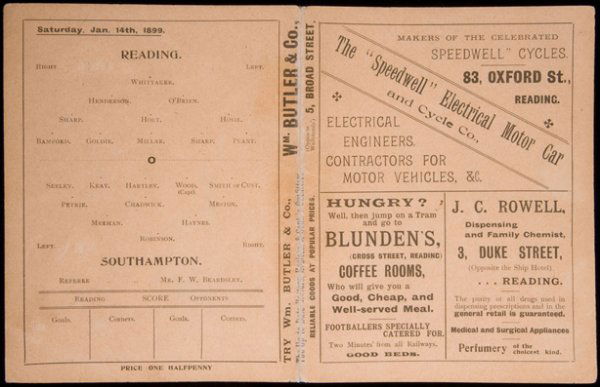 Saturday, Jan. 14th, 1899.
READING.
RIGHT. LEFT.
WHITTAKER.
HENDERSON. O'BRIEN.
SHARP. HOLT. HOSIE.
BAMFORD. GOLDIE. MILLAR. SHARP. PLANT.
O
SEELEY. KEAY. HARTLEY. WOOD. SMITH or CUST.
(Capt).
PETRIE. CHADWICK. MESTON.
MEEHAN. HAYNES.
LEFT. RIGHT.
ROBINSON.
SOUTHAMPTON.
REFEREE MR. F. W. BEARDSLEY.
READING SCORE OPPONENTS
Goals. Corners. Goals. Corners.
PRICE ONE HALFPENNY
TRY Wm. BUTLER & Co.,
WM. BUTLER & Co.,
5, BROAD STREET,
RELIABLE GOODS AT POPULAR PRICES.
MAKERS OF THE CELEBRATED
SPEEDWELL" CYCLES.
83, OXFORD St.,
READING.
The "Speedwell" Electrical Motor Car
and Cycle Co.,
ELECTRICAL
ENGINEERS.
CONTRACTORS FOR
MOTOR VEHICLES, &C.
HUNGRY?
Well, then jump on a Tram
and go to
BLUNDEN'S,
(CROSS STREET, READING)
COFFEE ROOMS,
Who will give you a
Good, Cheap, and
Well-served Meal.
FOOTBALLERS SPECIALLY
CATERED FOR.
Two Minutes' from all Railways.
GOOD BEDS.
J. C. ROWELL,
Dispensing
and Family Chemist,
3, DUKE STREET,
(Opposite the Ship Hotel).
. . . READING.
The purity of all drugs used in
dispensing prescriptions and in the
general retail is guaranteed.
Medical and Surgical Appliances
Perfumery of the
choicest kind.